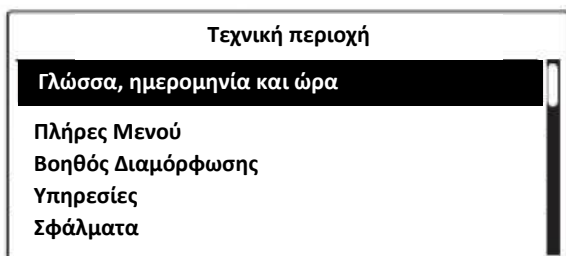 Τεχνική περιοχή
Γλώσσα, ημερομηνία και ώρα
Πλήρες Μενού
Βοηθός Διαμόρφωσης
Υπηρεσίες
Σφάλματα